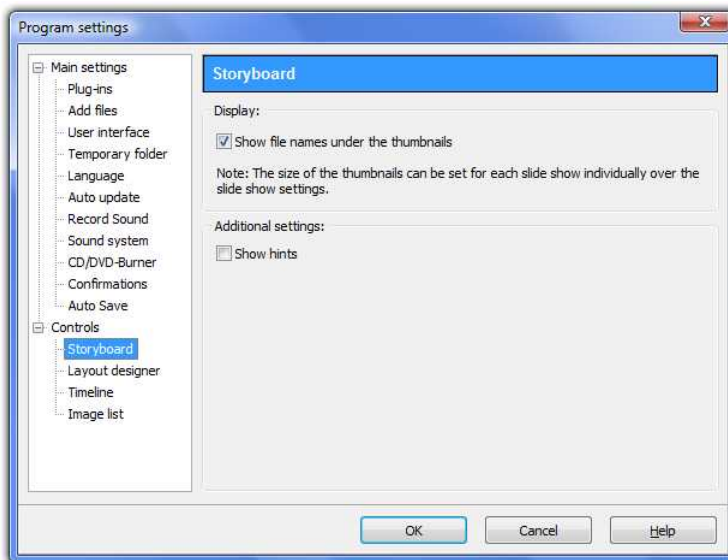 Program settings
Main settings
Plug-ins
Add files
User interface
Temporary folder
Language
Auto update
Record Sound
Sound system
CD/DVD-Burner
Confirmations
Auto Save
Controls
Storyboard
Layout designer
Timeline
Image list
Storyboard
Display:
Show file names under the thumbnails
Note: The size of the thumbnails can be set for each slide show individually over the
slide show settings.
Additional settings:
Show hints
OK
Cancel
Help